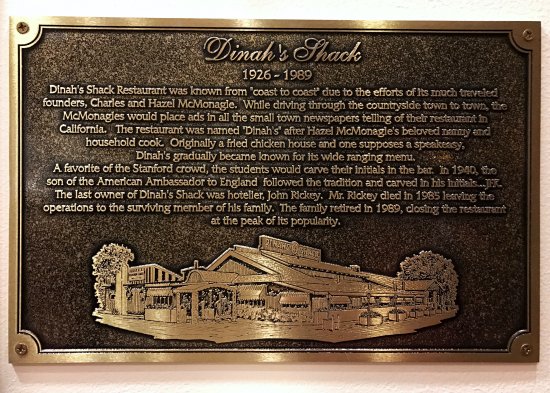 Dinah's Shack
1926 - 1989
Dinah's Shack Restaurant was known from "coast to coast" due to the efforts of its much traveled
founders, Charles and Hazel McMonagle. While driving through the countryside town to town, the
McMonagles would place ads in all the small town newspapers telling of their restaurant in
California. The restaurant was named 'Dinah's' after Hazel McMonagle's beloved nanny and
household cook. Originally a fried chicken house and one supposes a speakeasy,
Dinah's gradually became known for its wide ranging menu.
A favorite of the Stanford crowd, the students would carve their initials in the bar. In 1940, the
son of the American Ambassador to England followed the tradition and carved in his initials...JFK.
The last owner of Dinah's Shack was hotelier, John Rickey. Mr. Rickey died in 1985 leaving the
operations to the surviving member of his family. The family retired in 1989, closing the restaurant
at the peak of its popularity.